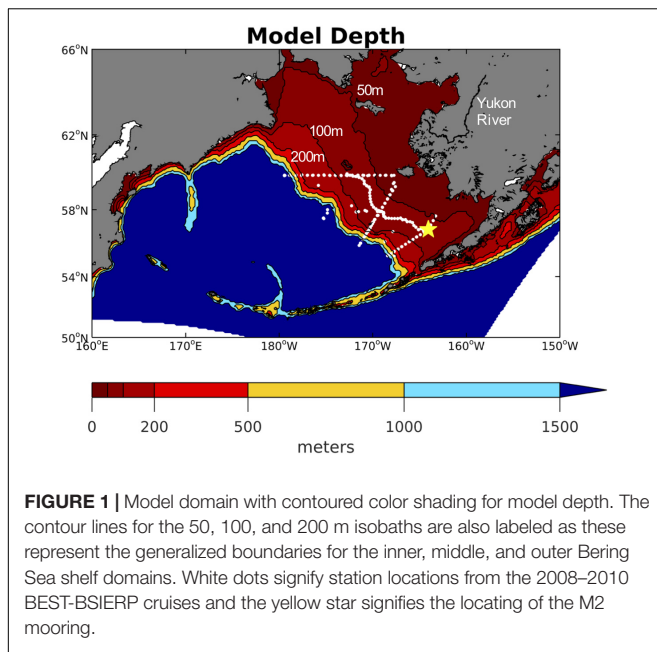 Model Depth
66°N
62°N
58°N
54°N
50°N
50m
100m
200m
Yukon
River
160°E 170°E 180°N 170°W 160°W 150°W
0 200 500 1000 1500
meters
FIGURE 1 | Model domain with contoured color shading for model depth. The
contour lines for the 50, 100, and 200 m isobaths are also labeled as these
represent the generalized boundaries for the inner, middle, and outer Bering
Sea shelf domains. White dots signify station locations from the 2008–2010
BEST-BSIERP cruises and the yellow star signifies the locating of the M2
mooring.